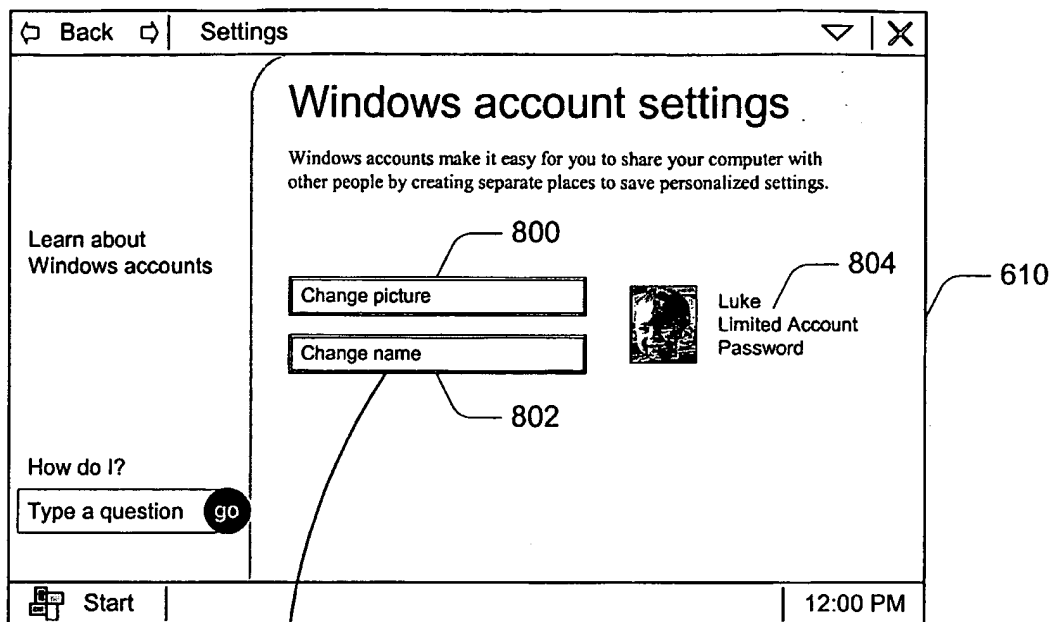 Back
Settings
Windows account settings
Windows accounts make it easy for you to share your computer with
other people by creating separate places to save personalized settings.
Learn about
Windows accounts
800
Change picture
Change name
802
804
Luke
Limited Account
Password
610
How do I?
Type a question
go
Start
12:00 PM